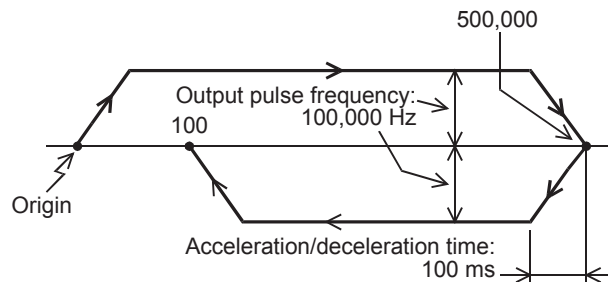 500,000
Output pulse frequency:
100,000 Hz
100
Origin
Acceleration/deceleration time:
100 ms